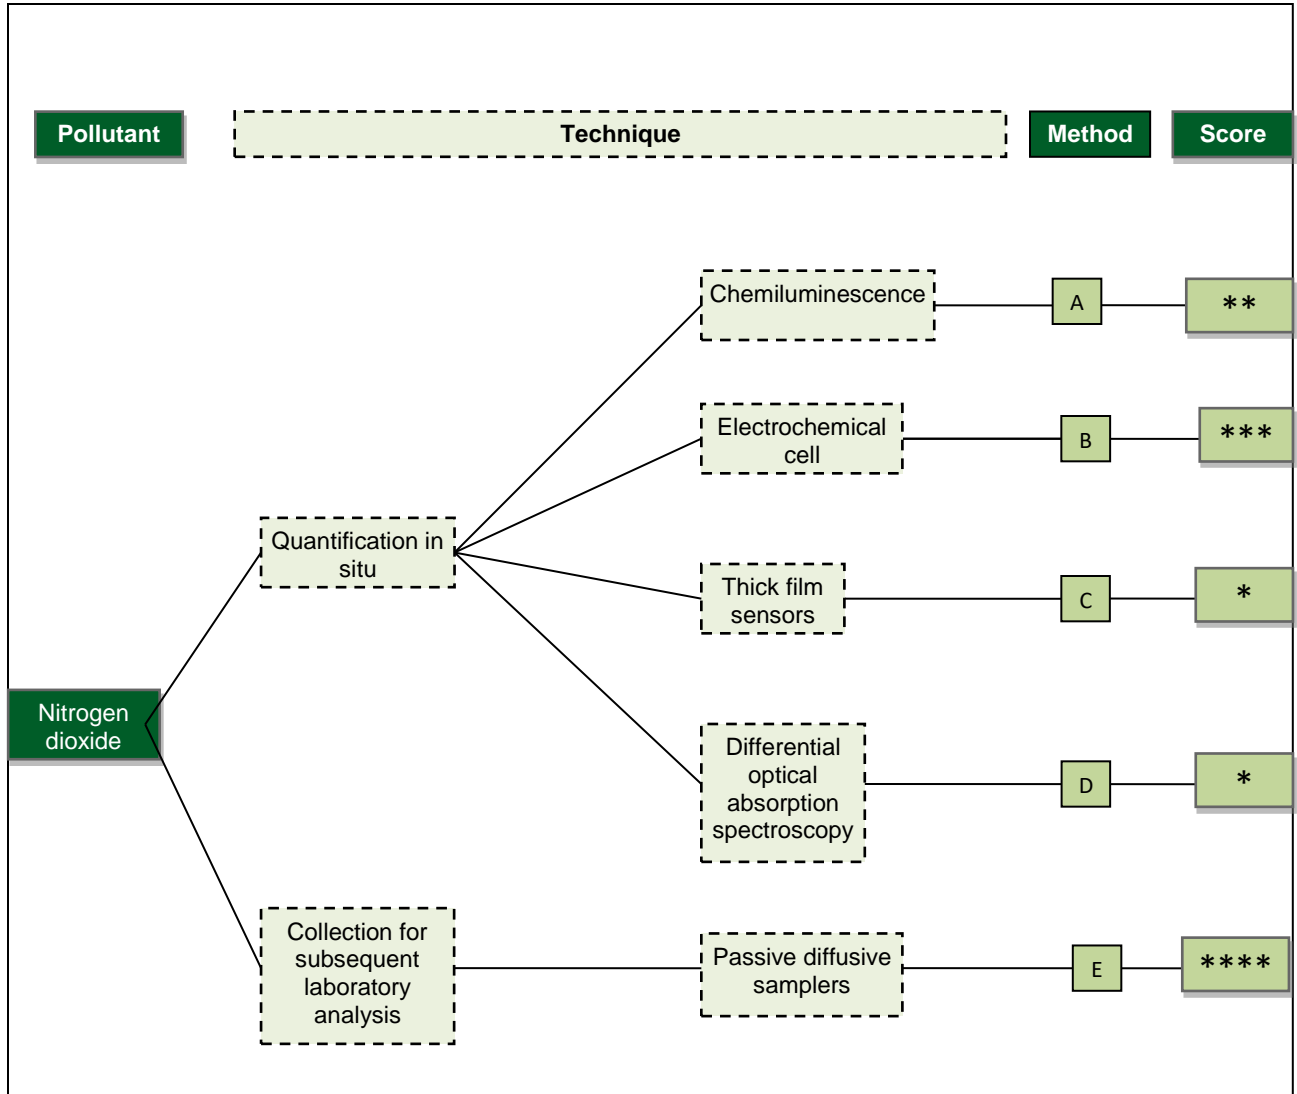 Pollutant
Technique
Method
Score
Chemiluminescence
A
**
Electrochemical
cell
B
***
Quantification in
situ
Thick film
sensors
C
*
Nitrogen
dioxide
Differential
optical
absorption
spectroscopy
D
*
Collection for
subsequent
laboratory
analysis
Passive diffusive
samplers
E
****